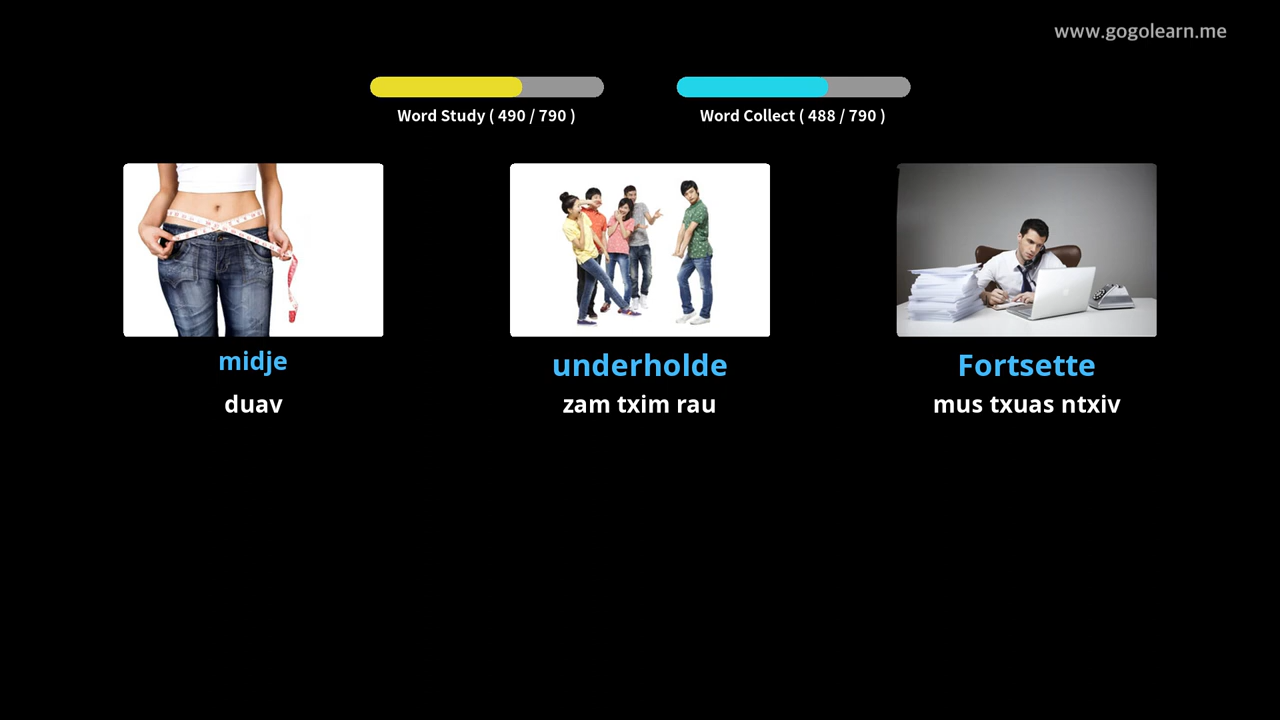 www.gogolearn.me
Word Study ( 490 / 790 )
Word Collect ( 488 / 790 )
midje
underholde
Fortsette
duav
zam txim rau
mus txuas ntxiv